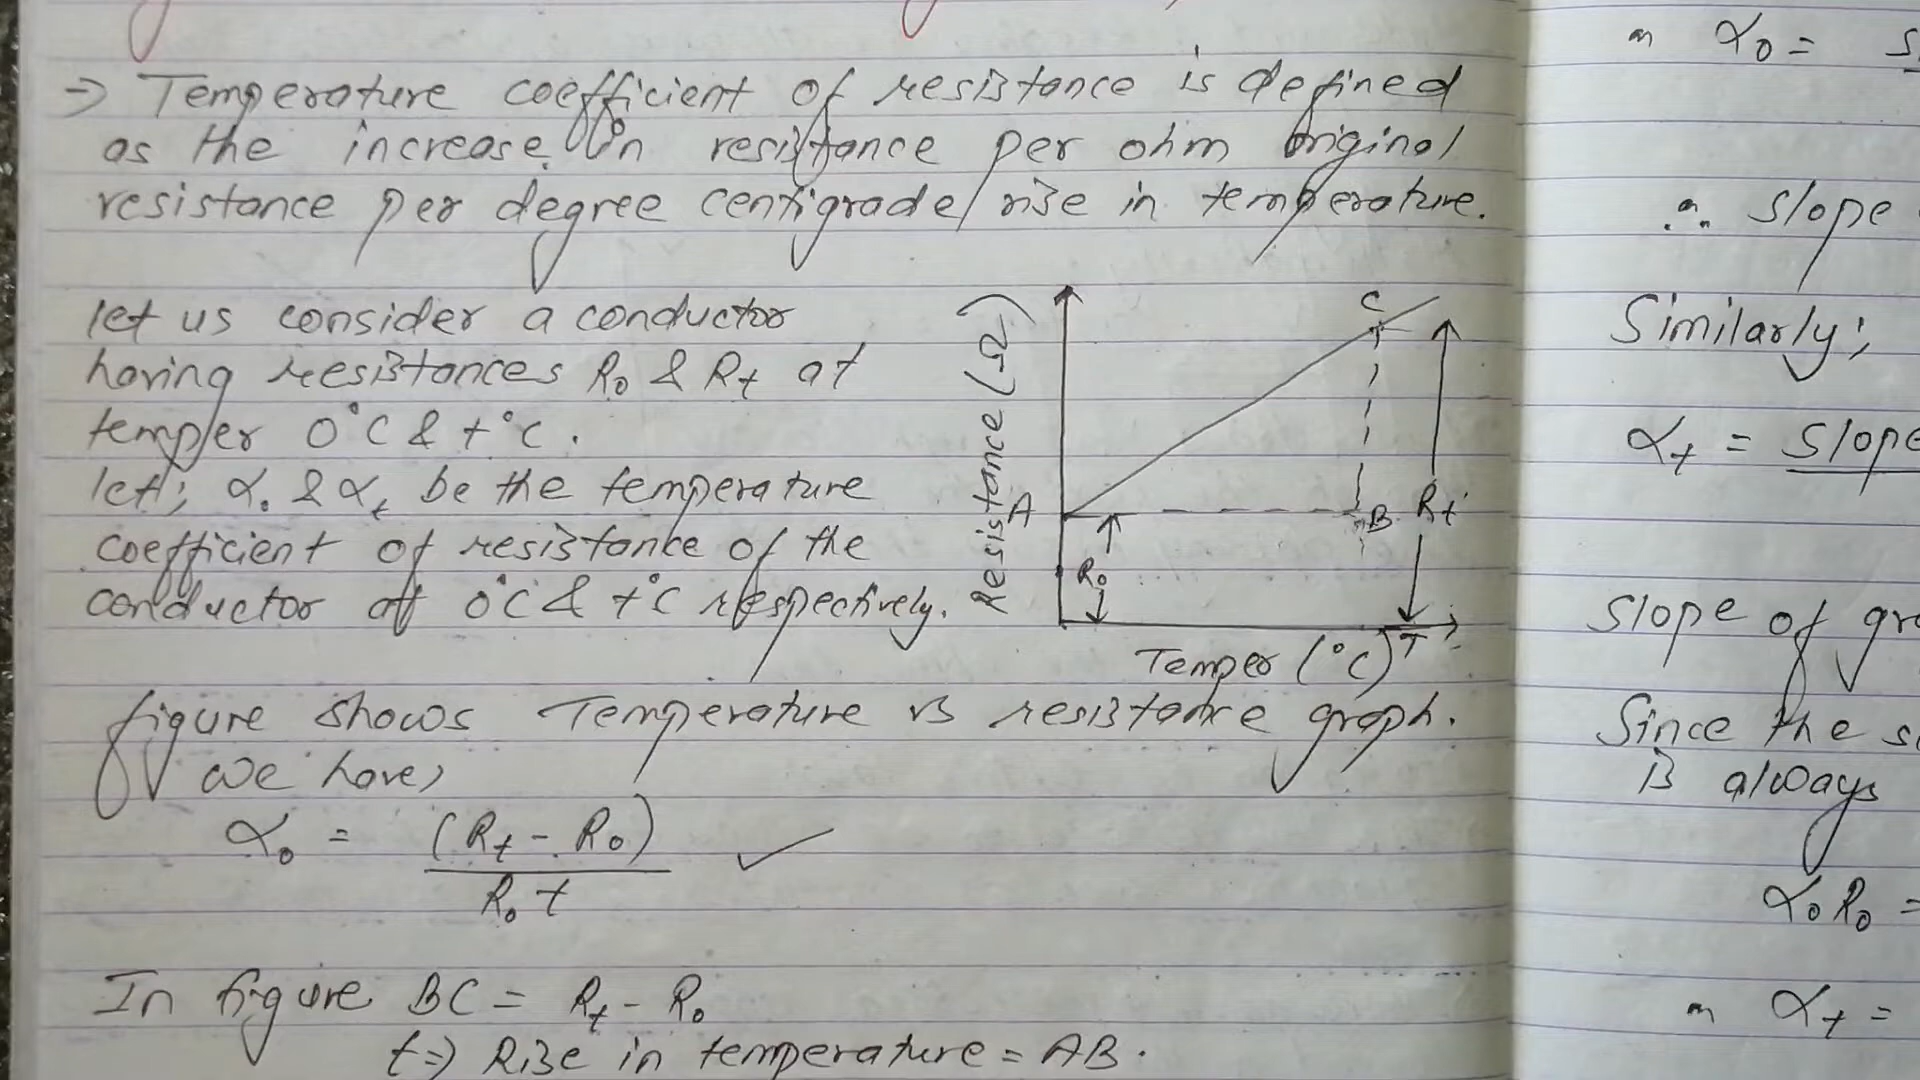 ⇒ Temperature coefficient of resistance is defined
as the increase in resistance per ohm original
resistance per degree centigrade/rise in temperature.
let us consider a conductor
having resistances R₀ & Rt at
temper 0°C & t°C.
let; α₀ & αt be the temperature
coefficient of resistance of the
conductor at 0°C & t°C respectively.
Resistance (Ω)
C
A
B
Rt
R₀
Temper (°C)
T
figure shows Temperature vs resistance graph.
We have,
α₀ = (Rt - R₀)
R₀ t
In figure BC = Rt - R₀
t ⇒ Rise in temperature = AB.
α₀ =
∴ slope
Similarly;
αt = slope
slope of
Since the
is always
α₀R₀ =
αt =